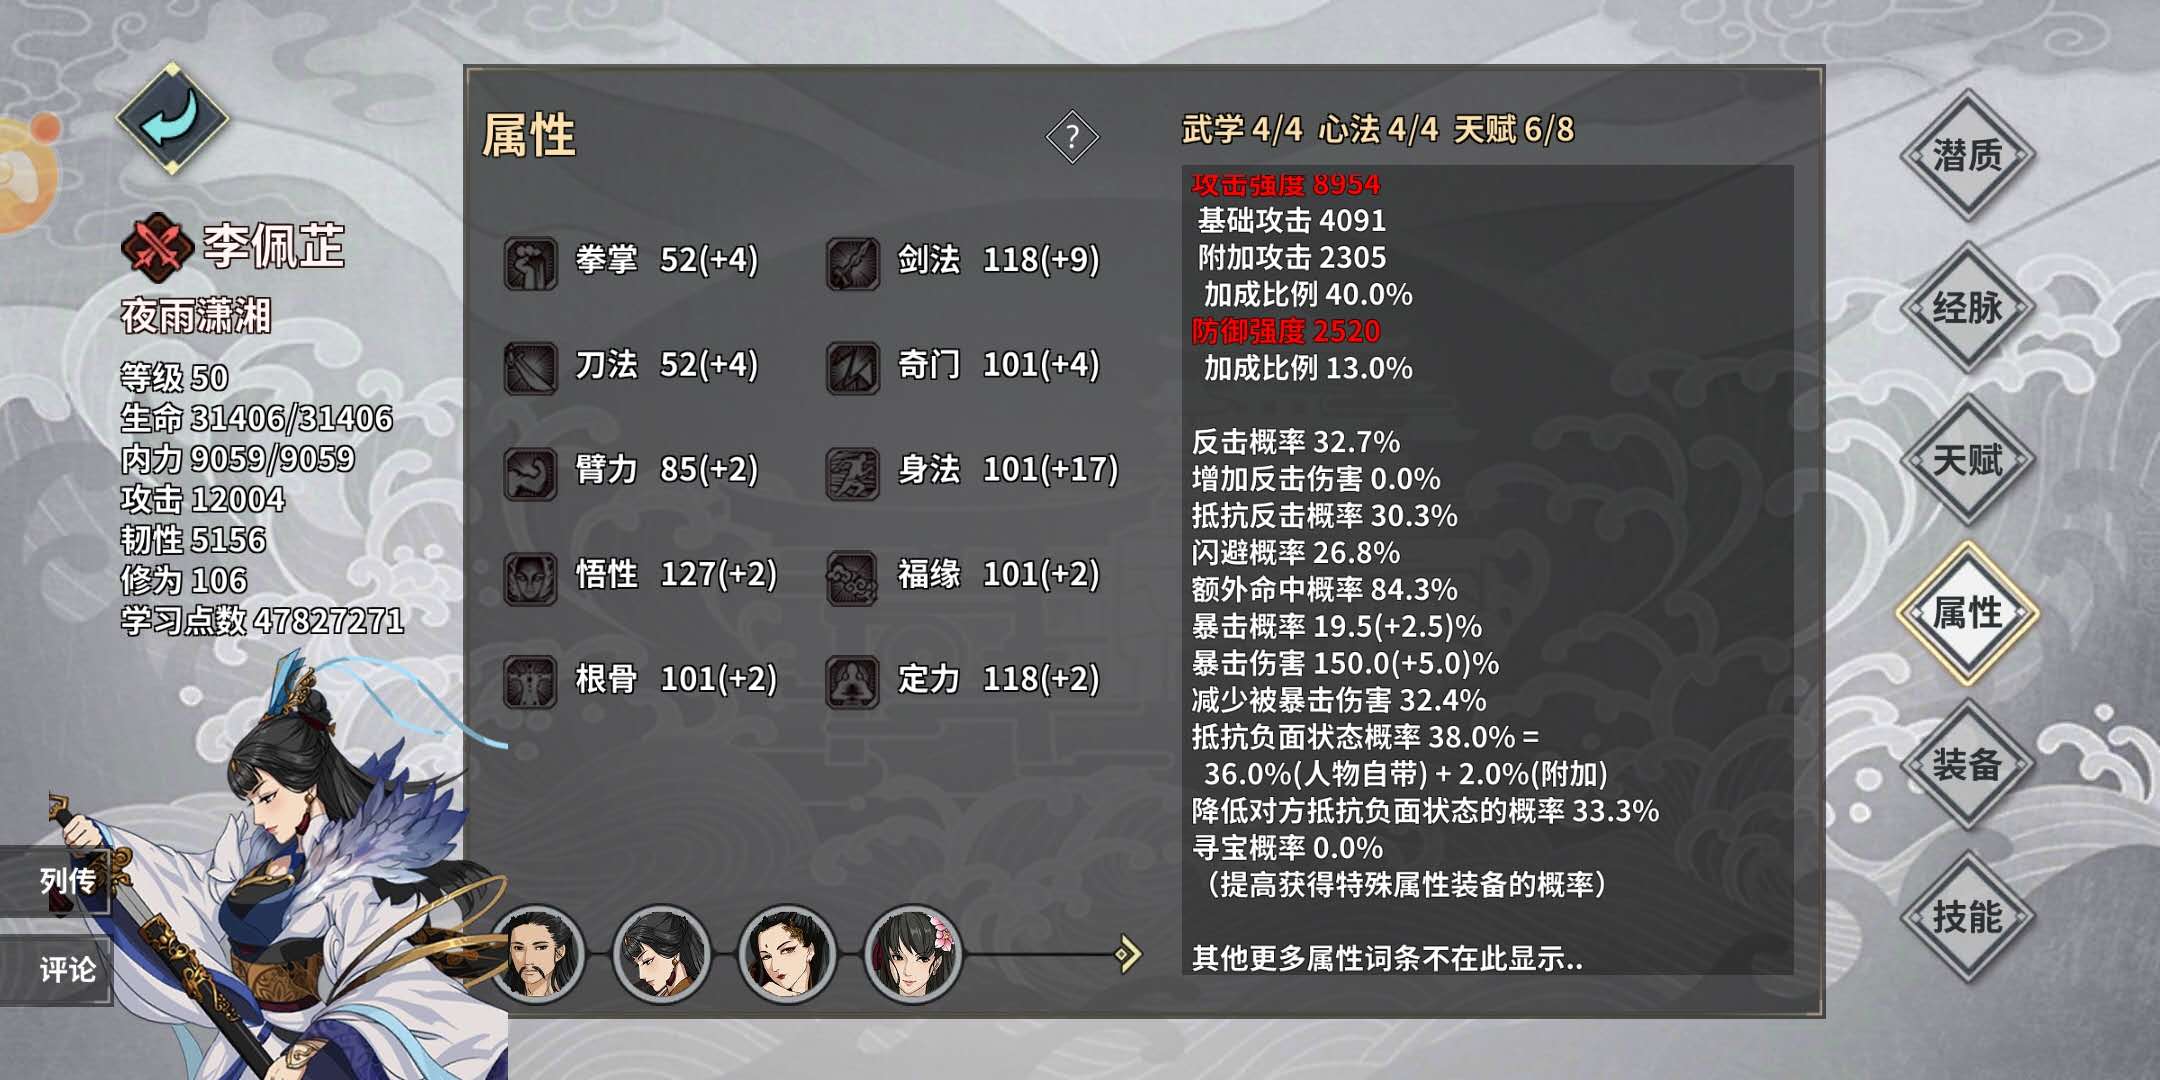 李佩芷
夜雨潇湘
等级 50
生命 31406/31406
内力 9059/9059
攻击 12004
韧性 5156
修为 106
学习点数 47827271
列传
评论
属性
?
拳掌 52(+4)
剑法 118(+9)
刀法 52(+4)
奇门 101(+4)
臂力 85(+2)
身法 101(+17)
悟性 127(+2)
福缘 101(+2)
根骨 101(+2)
定力 118(+2)
武学 4/4 心法 4/4 天赋 6/8
攻击强度 8954
基础攻击 4091
附加攻击 2305
加成比例 40.0%
防御强度 2520
加成比例 13.0%
反击概率 32.7%
增加反击伤害 0.0%
抵抗反击概率 30.3%
闪避概率 26.8%
额外命中概率 84.3%
暴击概率 19.5(+2.5)%
暴击伤害 150.0(+5.0)%
减少被暴击伤害 32.4%
抵抗负面状态概率 38.0% =
36.0%(人物自带) + 2.0%(附加)
降低对方抵抗负面状态的概率 33.3%
寻宝概率 0.0%
（提高获得特殊属性装备的概率）
其他更多属性词条不在此显示..
潜质
经脉
天赋
属性
装备
技能